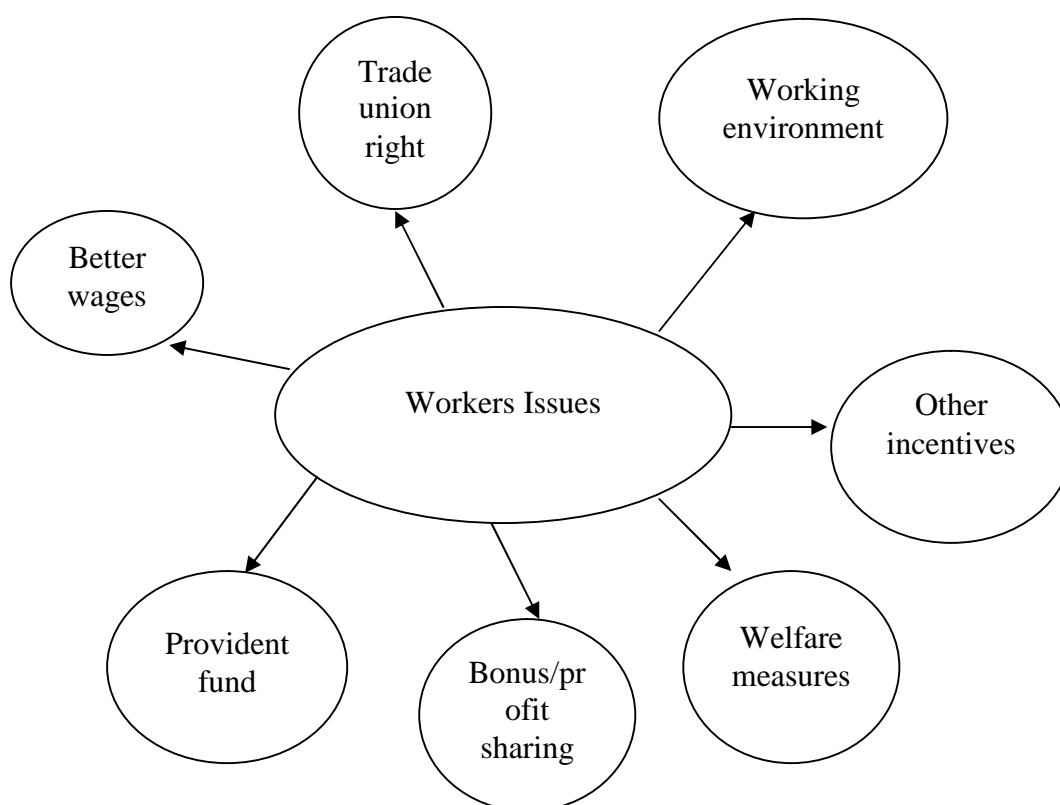 Trade
union
right
Working
environment
Better
wages
Workers Issues
Other
incentives
Provident
fund
Bonus/pr
ofit
sharing
Welfare
measures